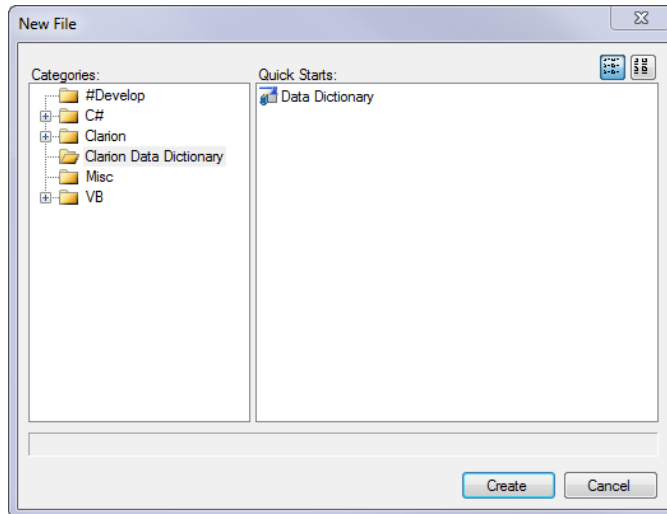 New File
Categories:
Quick Starts:
#Develop
C#
Clarion
Clarion Data Dictionary
Misc
VB
Data Dictionary
Create
Cancel